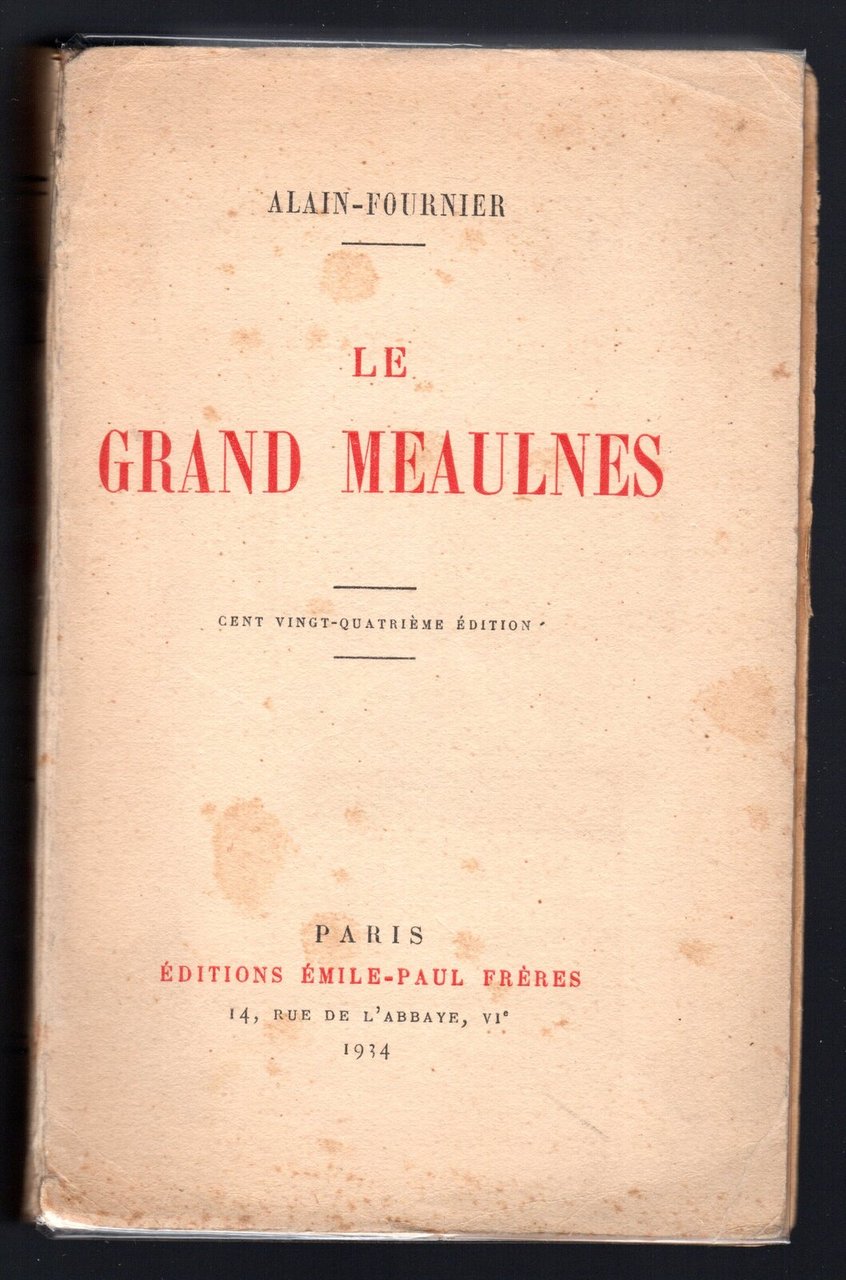 ALAIN-FOURNIER
LE
GRAND MEAULNES
CENT VINGT-QUATRIÈME ÉDITION
PARIS
ÉDITIONS ÉMILE-PAUL FRÈRES
14, RUE DE L'ABBAYE, VIe
1934